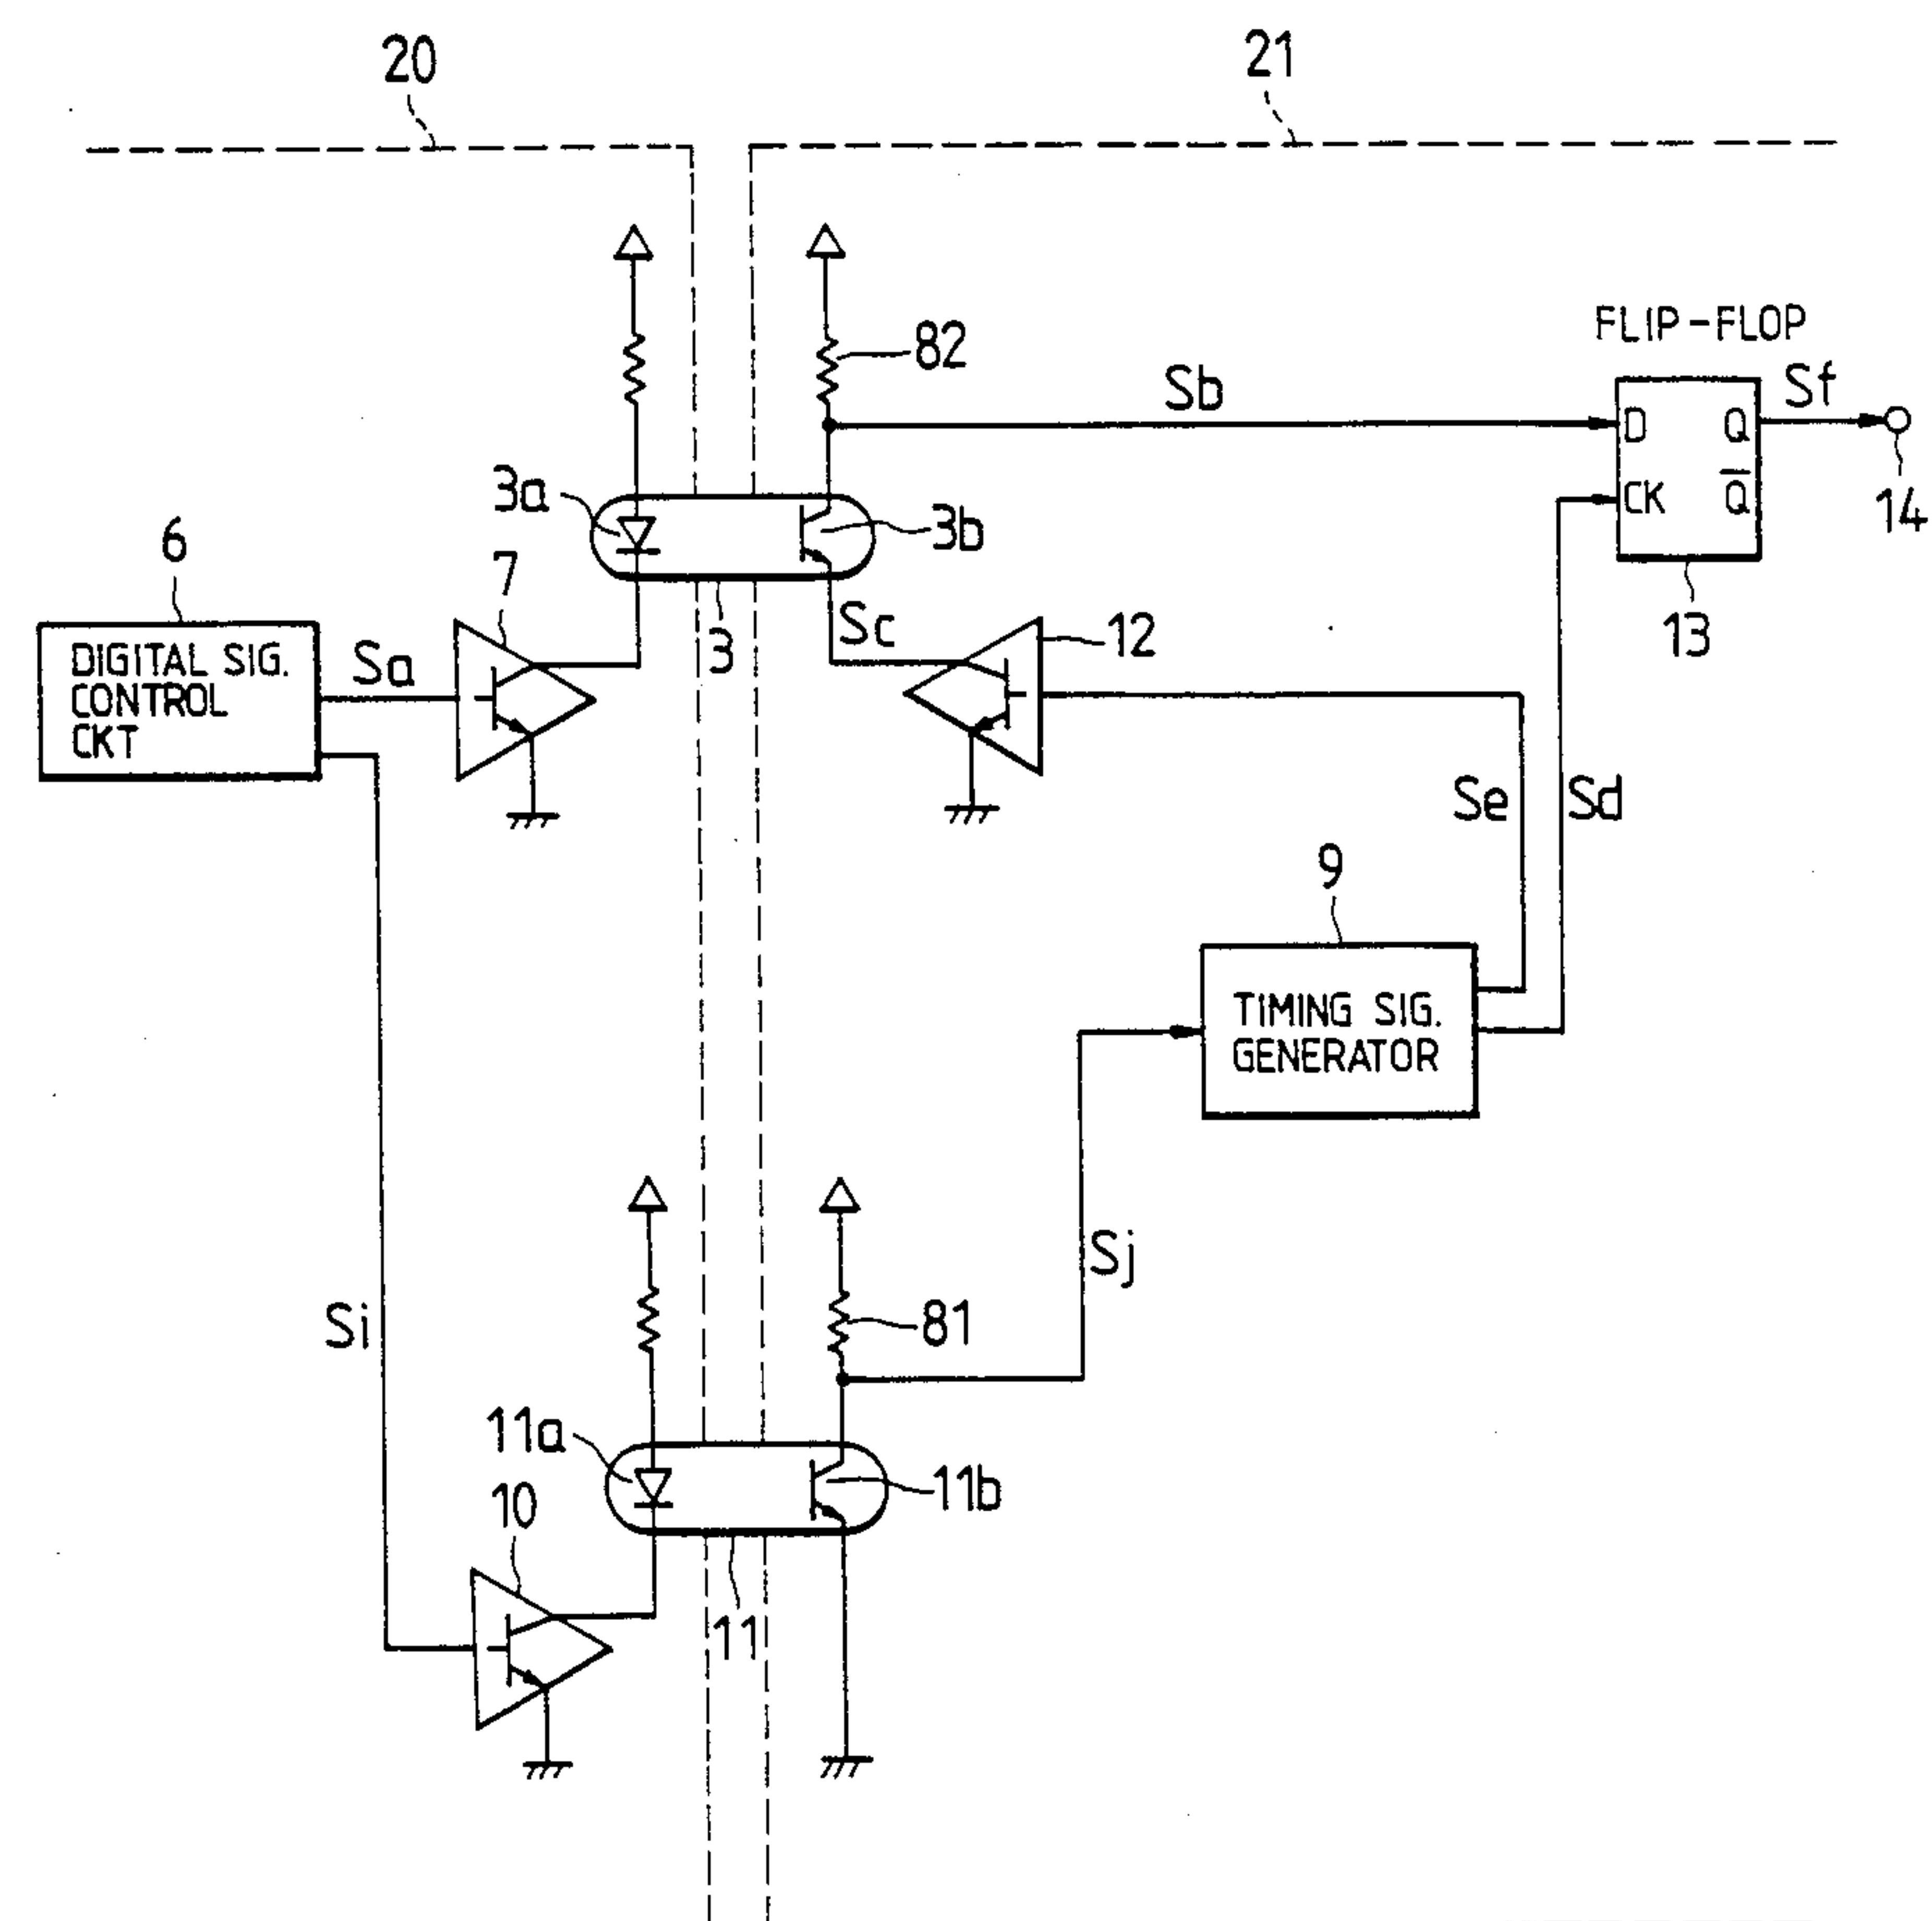 20
21
82
FLIP-FLOP
Sb
Sf
D Q
3a
3b
CK Q̅
14
6
7
Sc
12
13
3
DIGITAL SIG.
CONTROL
CKT
Sa
Se
Sd
9
TIMING SIG.
GENERATOR
Sj
Si
81
11a
11b
10
11